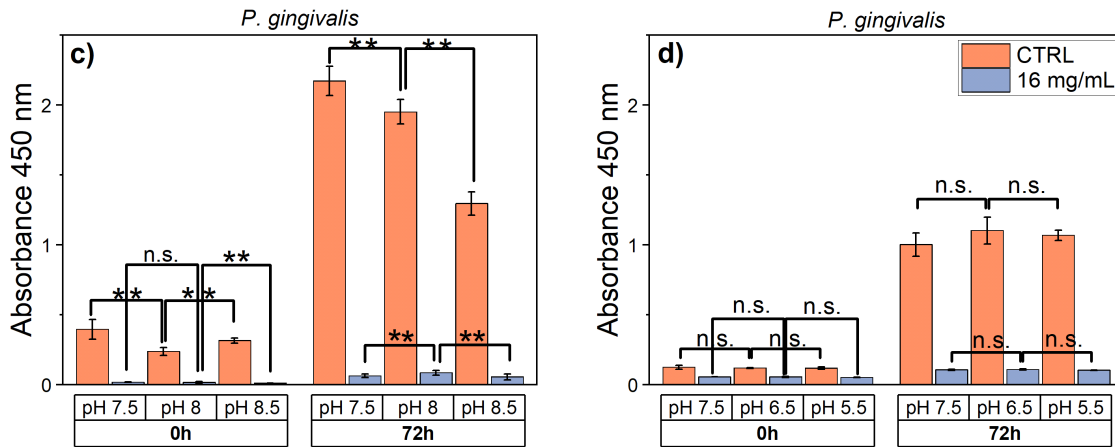 P. gingivalis
c)
**
**
2
1
0
Absorbance 450 nm
n.s.
**
**
**
**
**
pH 7.5
pH 8
pH 8.5
pH 7.5
pH 8
pH 8.5
0h
72h
P. gingivalis
d)
CTRL
16 mg/mL
2
1
0
Absorbance 450 nm
n.s.
n.s.
n.s.
n.s.
n.s.
n.s.
n.s.
n.s.
pH 7.5
pH 6.5
pH 5.5
pH 7.5
pH 6.5
pH 5.5
0h
72h